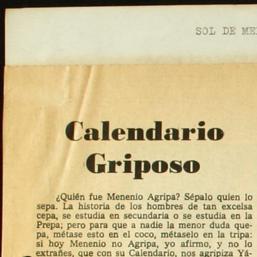 SOL DE ME
Calendario
Griposo
¿Quién fue Menenio Agripa? Sépalo quien lo
sepa. La historia de los hombres de tan excelsa
cepa, se estudia en secundaria o se estudia en la
Prepa; pero para que a nadie la menor duda que-
pa, métase esto en el coco, métaselo en la tripa:
si hoy Menenio no Agripa, yo afirmo, y no lo
extrañes, que con su Calendario, nos agripiza Yá-